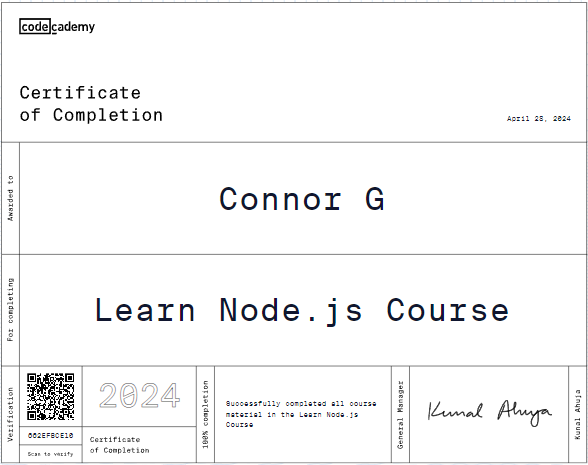 codecademy
Certificate
of Completion
April 28, 2024
Awarded to
Connor G
For completing
Learn Node.js Course
Verification
662EFBCE10
Scan to verify
2024
Certificate
of Completion
100% completion
Successfully completed all course
material in the Learn Node.js
Course
General Manager
Kunal Ahuja
Kunal Ahuja